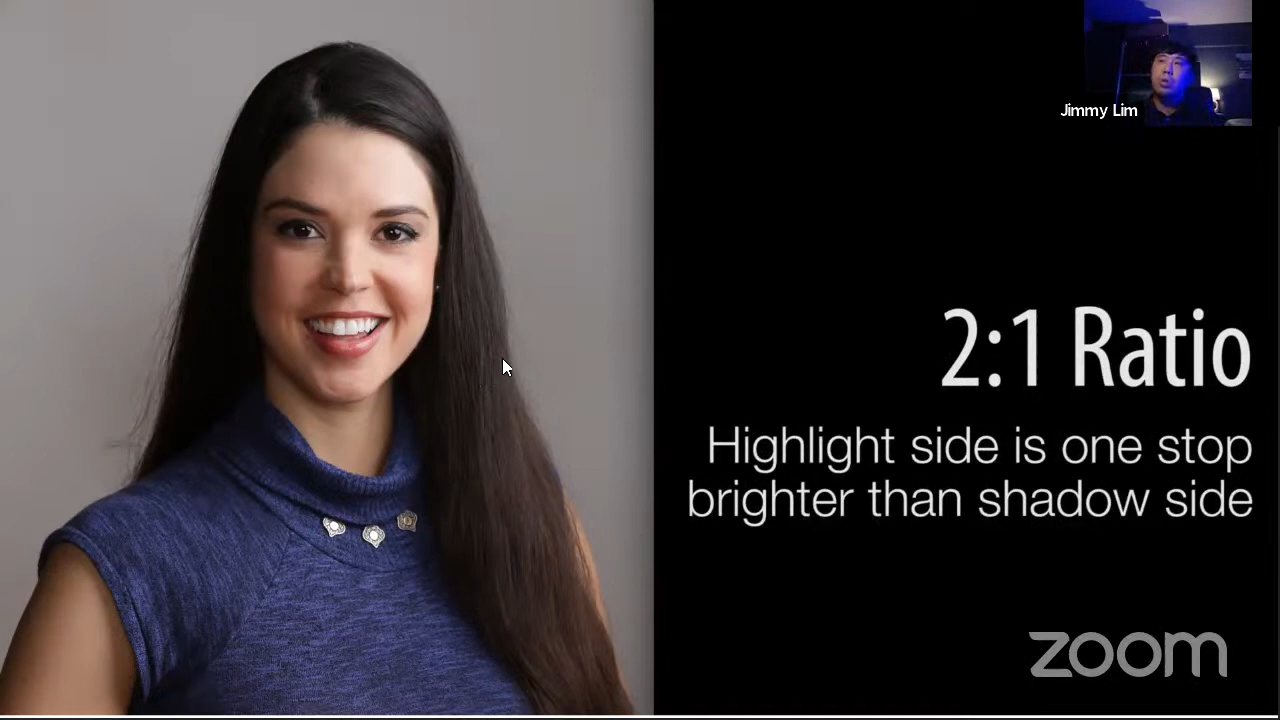 Jimmy Lim
2:1 Ratio
Highlight side is one stop
brighter than shadow side
zoom